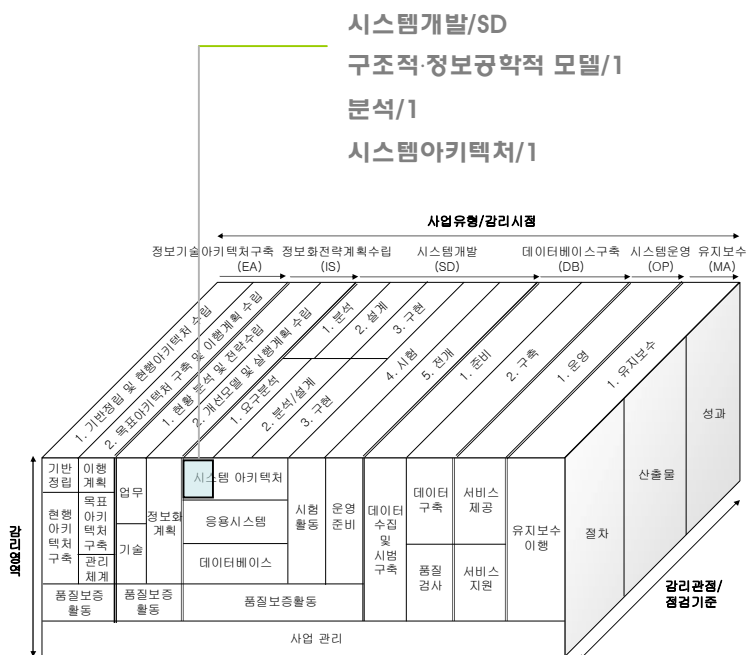 시스템개발/SD
구조적·정보공학적 모델/1
분석/1
시스템아키텍처/1
사업유형/감리시점
정보기술아키텍처구축
(EA)
정보화전략계획수립
(IS)
시스템개발
(SD)
데이터베이스구축
(DB)
시스템운영
(OP)
유지보수
(MA)
1. 기반정립 및 현행아키텍처 수립
2. 목표아키텍처 구축 및 이행계획 수립
1. 현황 분석 및 전략수립
2. 개선모델 및 실행계획 수립
1. 분석
2. 설계
3. 구현
1. 요구분석
2. 분석/설계
3. 구현
4. 시험
5. 전개
1. 준비
2. 구축
1. 운영
1. 유지보수
감리영역
기반
정립
이행
계획
현행
아키
텍처
구축
목표
아키
텍처
구축
관리
체계
품질보증
활동
업무
기술
정보화
계획
품질보증
활동
시스템 아키텍처
응용시스템
데이터베이스
시험
활동
운영
준비
품질보증활동
데이터
수집
및
시범
구축
데이터
구축
품질
검사
서비스
제공
서비스
지원
유지보수
이행
사업 관리
절차
산출물
성과
감리관점/
점검기준